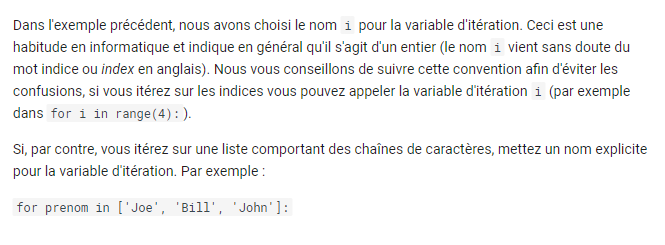 Dans l'exemple précédent, nous avons choisi le nom i pour la variable d'itération. Ceci est une
habitude en informatique et indique en général qu'il s'agit d'un entier (le nom i vient sans doute du
mot indice ou index en anglais). Nous vous conseillons de suivre cette convention afin d'éviter les
confusions, si vous itérez sur les indices vous pouvez appeler la variable d'itération i (par exemple
dans for i in range(4): ).
Si, par contre, vous itérez sur une liste comportant des chaînes de caractères, mettez un nom explicite
pour la variable d'itération. Par exemple :
for prenom in ['Joe', 'Bill', 'John']: